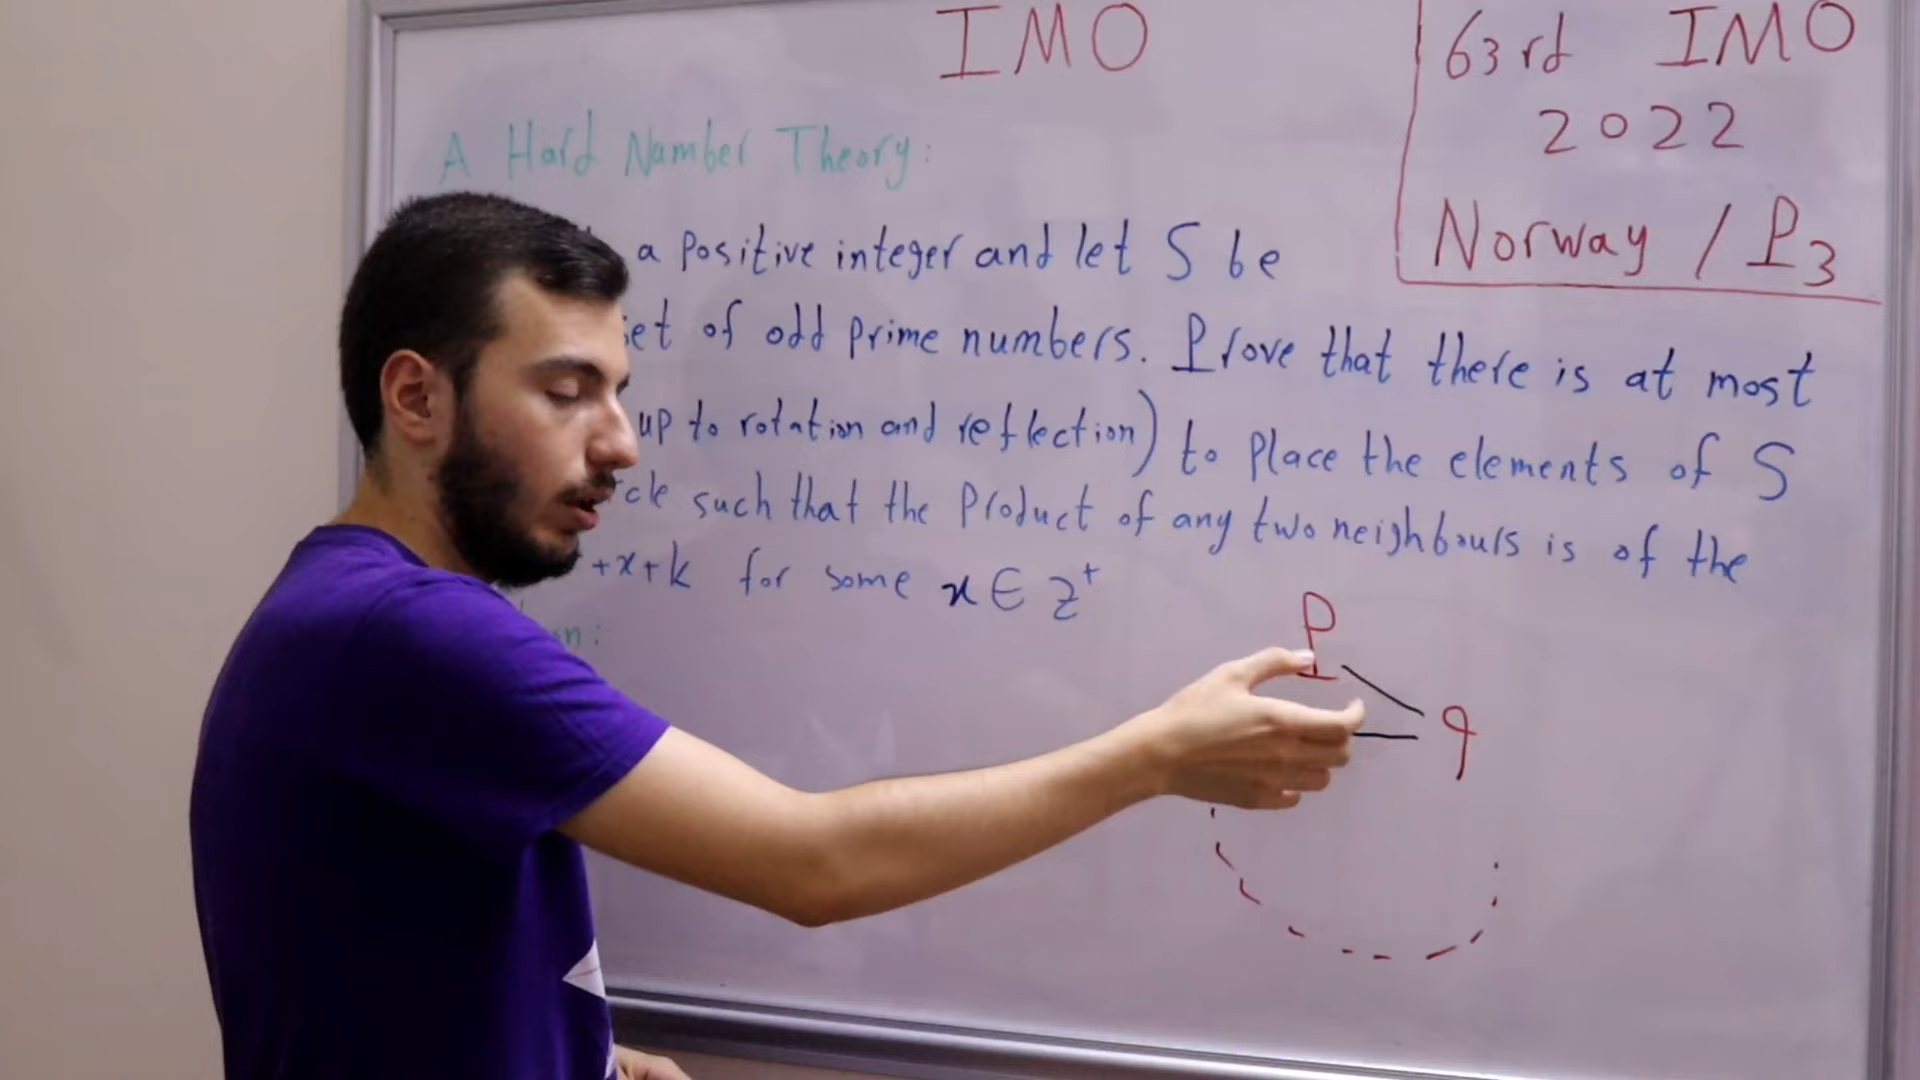 IMO
63rd IMO
2022
Norway / P3
A Hard Number Theory:
a positive integer and let S be
set of odd prime numbers. Prove that there is at most
up to rotation and reflection) to place the elements of S
such that the product of any two neighbours is of the
+x+k for some x ∈ Z+
:
P
q